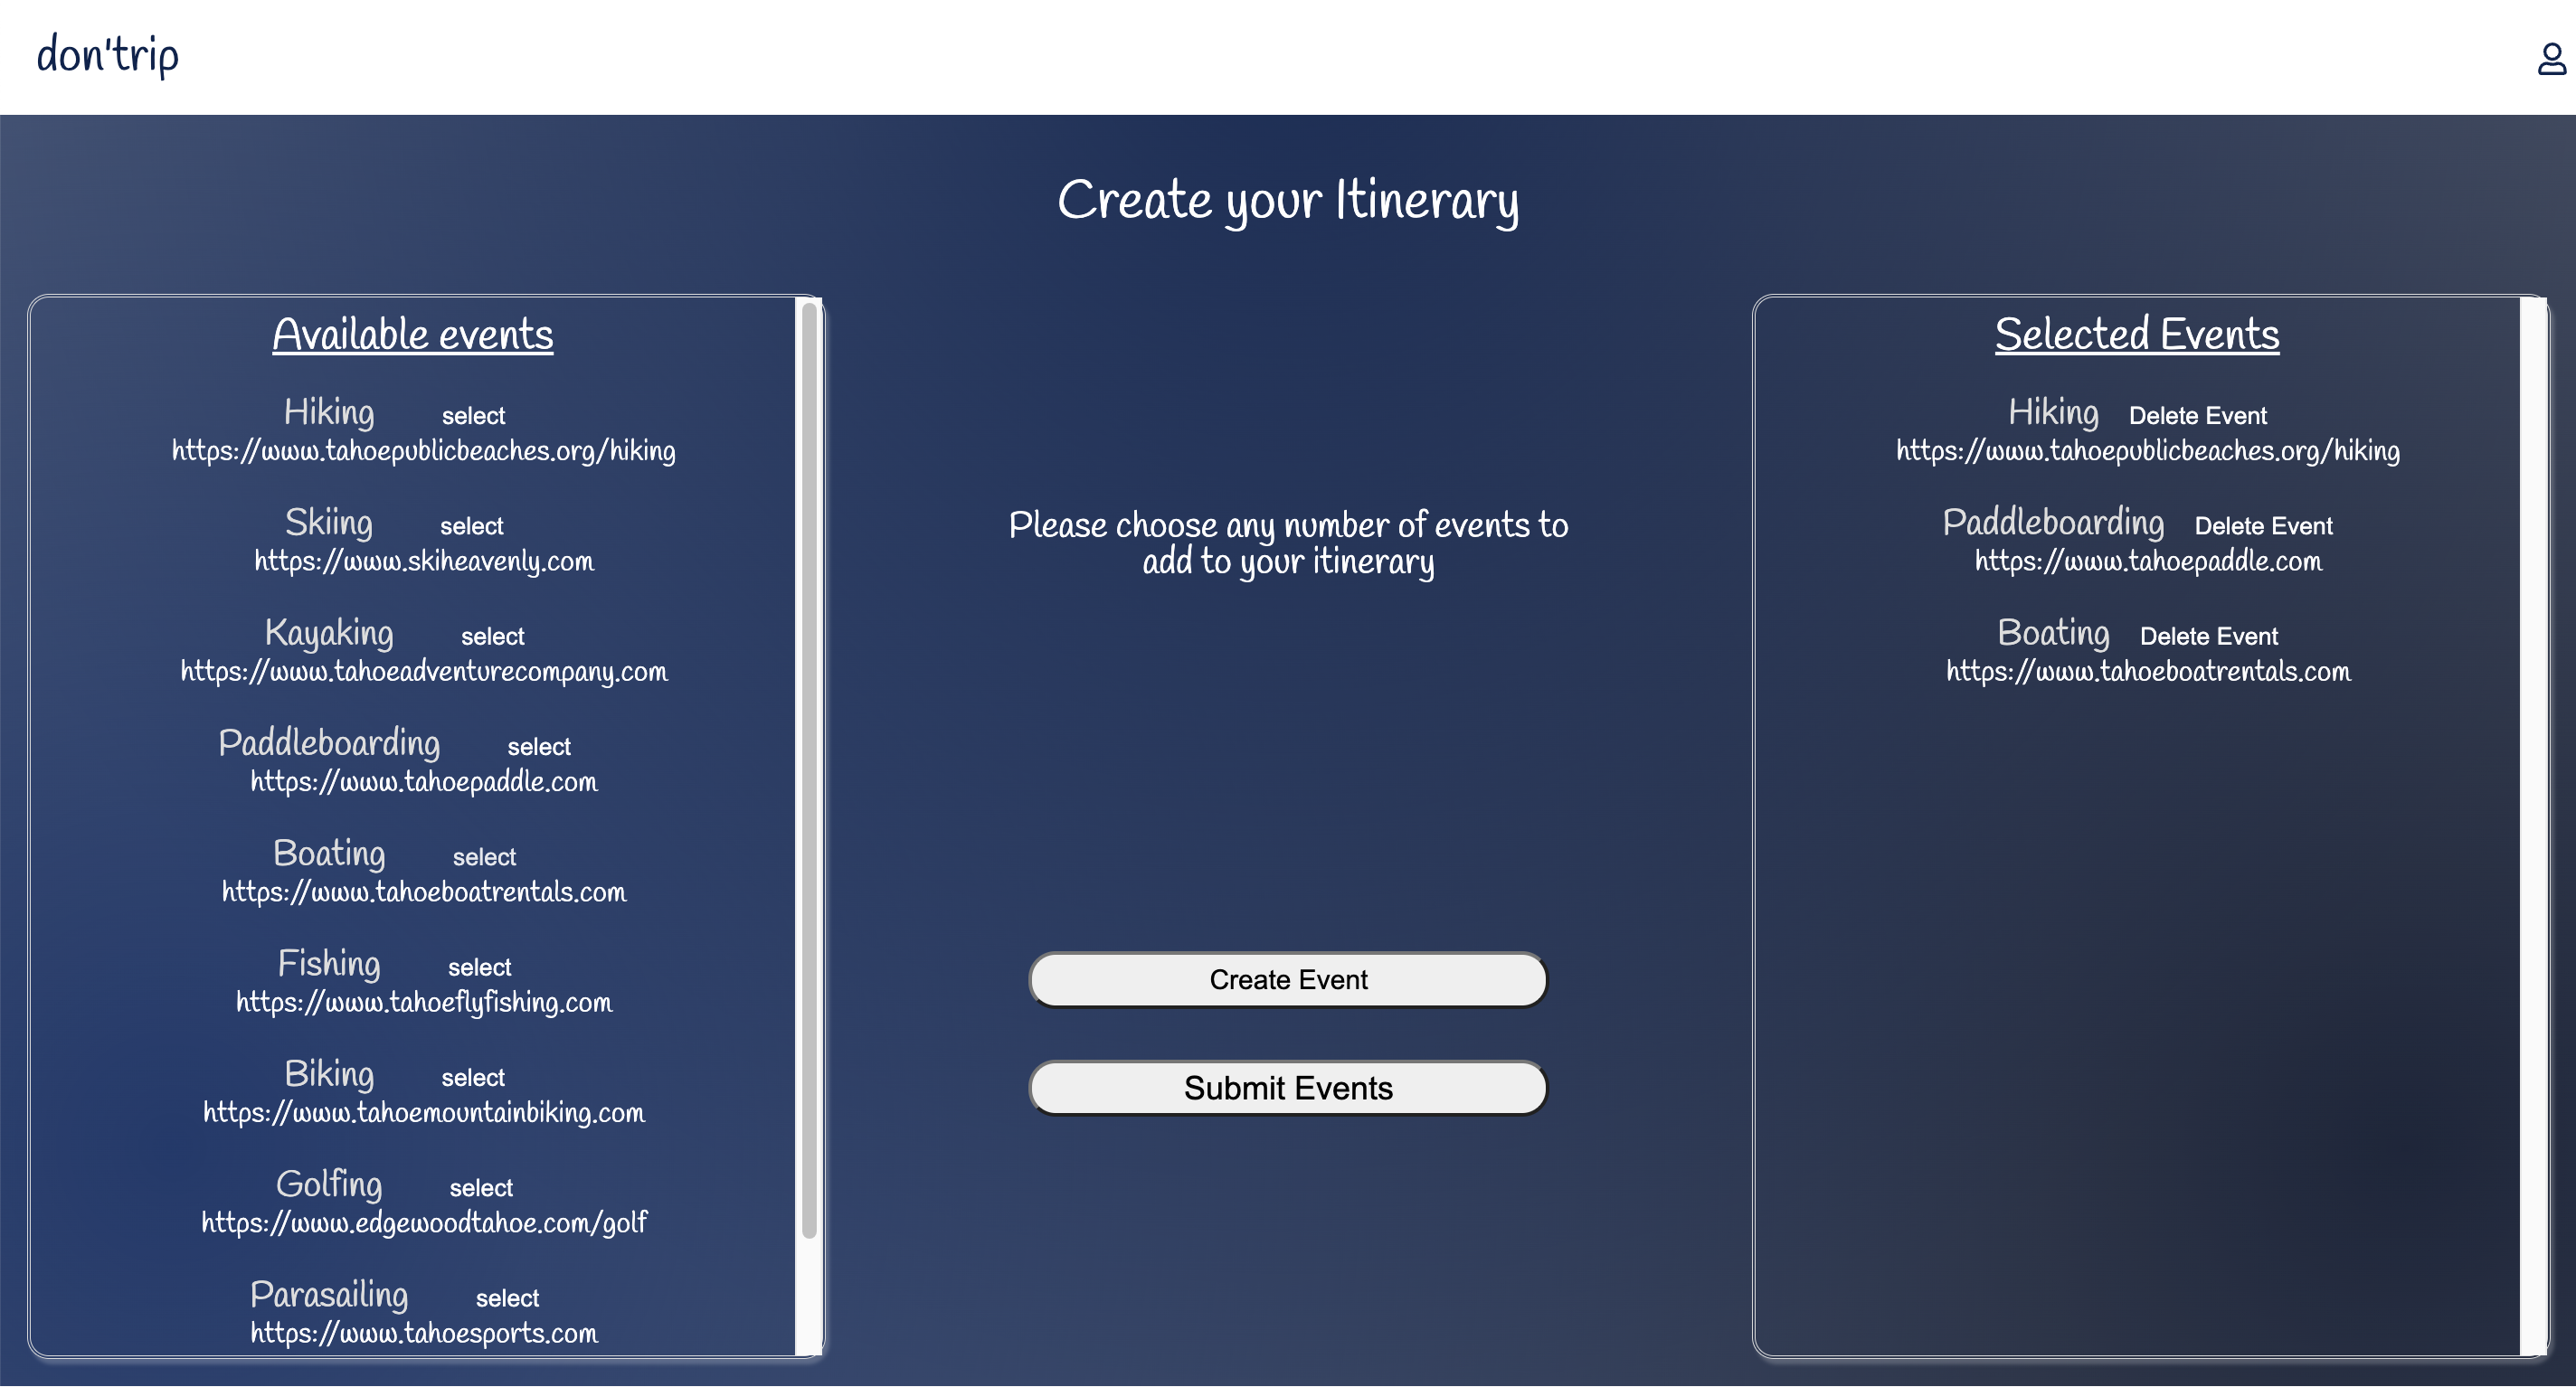 don'trip
Create your Itinerary
Available events
Hiking select
https://www.tahoepublicbeaches.org/hiking
Skiing select
https://www.skiheavenly.com
Kayaking select
https://www.tahoeadventurecompany.com
Paddleboarding select
https://www.tahoepaddle.com
Boating select
https://www.tahoeboatrentals.com
Fishing select
https://www.tahoeflyfishing.com
Biking select
https://www.tahoemountainbiking.com
Golfing select
https://www.edgewoodtahoe.com/golf
Parasailing select
https://www.tahoesports.com
Please choose any number of events to
add to your itinerary
Create Event
Submit Events
Selected Events
Hiking Delete Event
https://www.tahoepublicbeaches.org/hiking
Paddleboarding Delete Event
https://www.tahoepaddle.com
Boating Delete Event
https://www.tahoeboatrentals.com